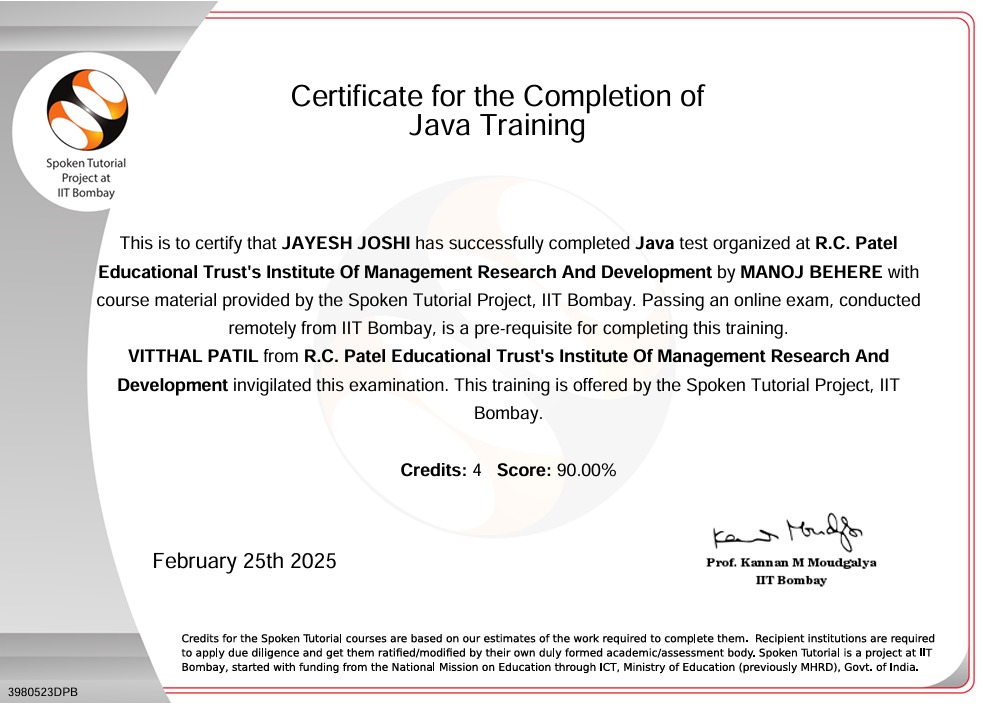 Spoken Tutorial
Project at
IIT Bombay
Certificate for the Completion of
Java Training
This is to certify that JAYESH JOSHI has successfully completed Java test organized at R.C. Patel
Educational Trust's Institute Of Management Research And Development by MANOJ BEHERE with
course material provided by the Spoken Tutorial Project, IIT Bombay. Passing an online exam, conducted
remotely from IIT Bombay, is a pre-requisite for completing this training.
VITTHAL PATIL from R.C. Patel Educational Trust's Institute Of Management Research And
Development invigilated this examination. This training is offered by the Spoken Tutorial Project, IIT
Bombay.
Credits: 4 Score: 90.00%
February 25th 2025
Prof. Kannan M Moudgalya
IIT Bombay
Credits for the Spoken Tutorial courses are based on our estimates of the work required to complete them. Recipient institutions are required
to apply due diligence and get them ratified/modified by their own duly formed academic/assessment body. Spoken Tutorial is a project at IIT
Bombay, started with funding from the National Mission on Education through ICT, Ministry of Education (previously MHRD), Govt. of India.
3980523DPB